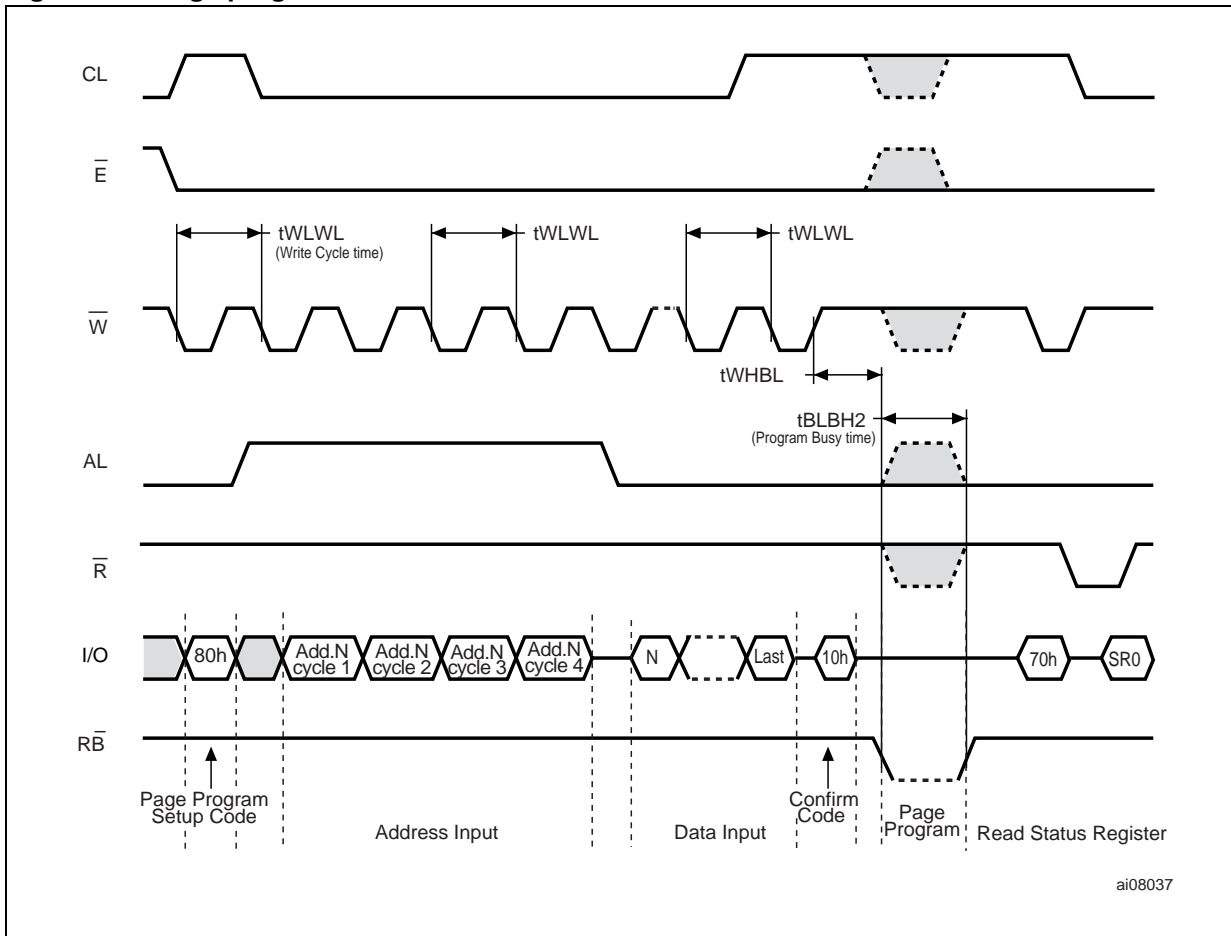 CL
E
tWLWL
(Write Cycle time)
tWLWL
tWLWL
W
tWHBL
tBLBH2
(Program Busy time)
AL
R
I/O
80h
Add.N
cycle 1
Add.N
cycle 2
Add.N
cycle 3
Add.N
cycle 4
N
Last
10h
70h
SR0
RB
Page Program
Setup Code
Address Input
Data Input
Confirm
Code
Page
Program
Read Status Register
ai08037